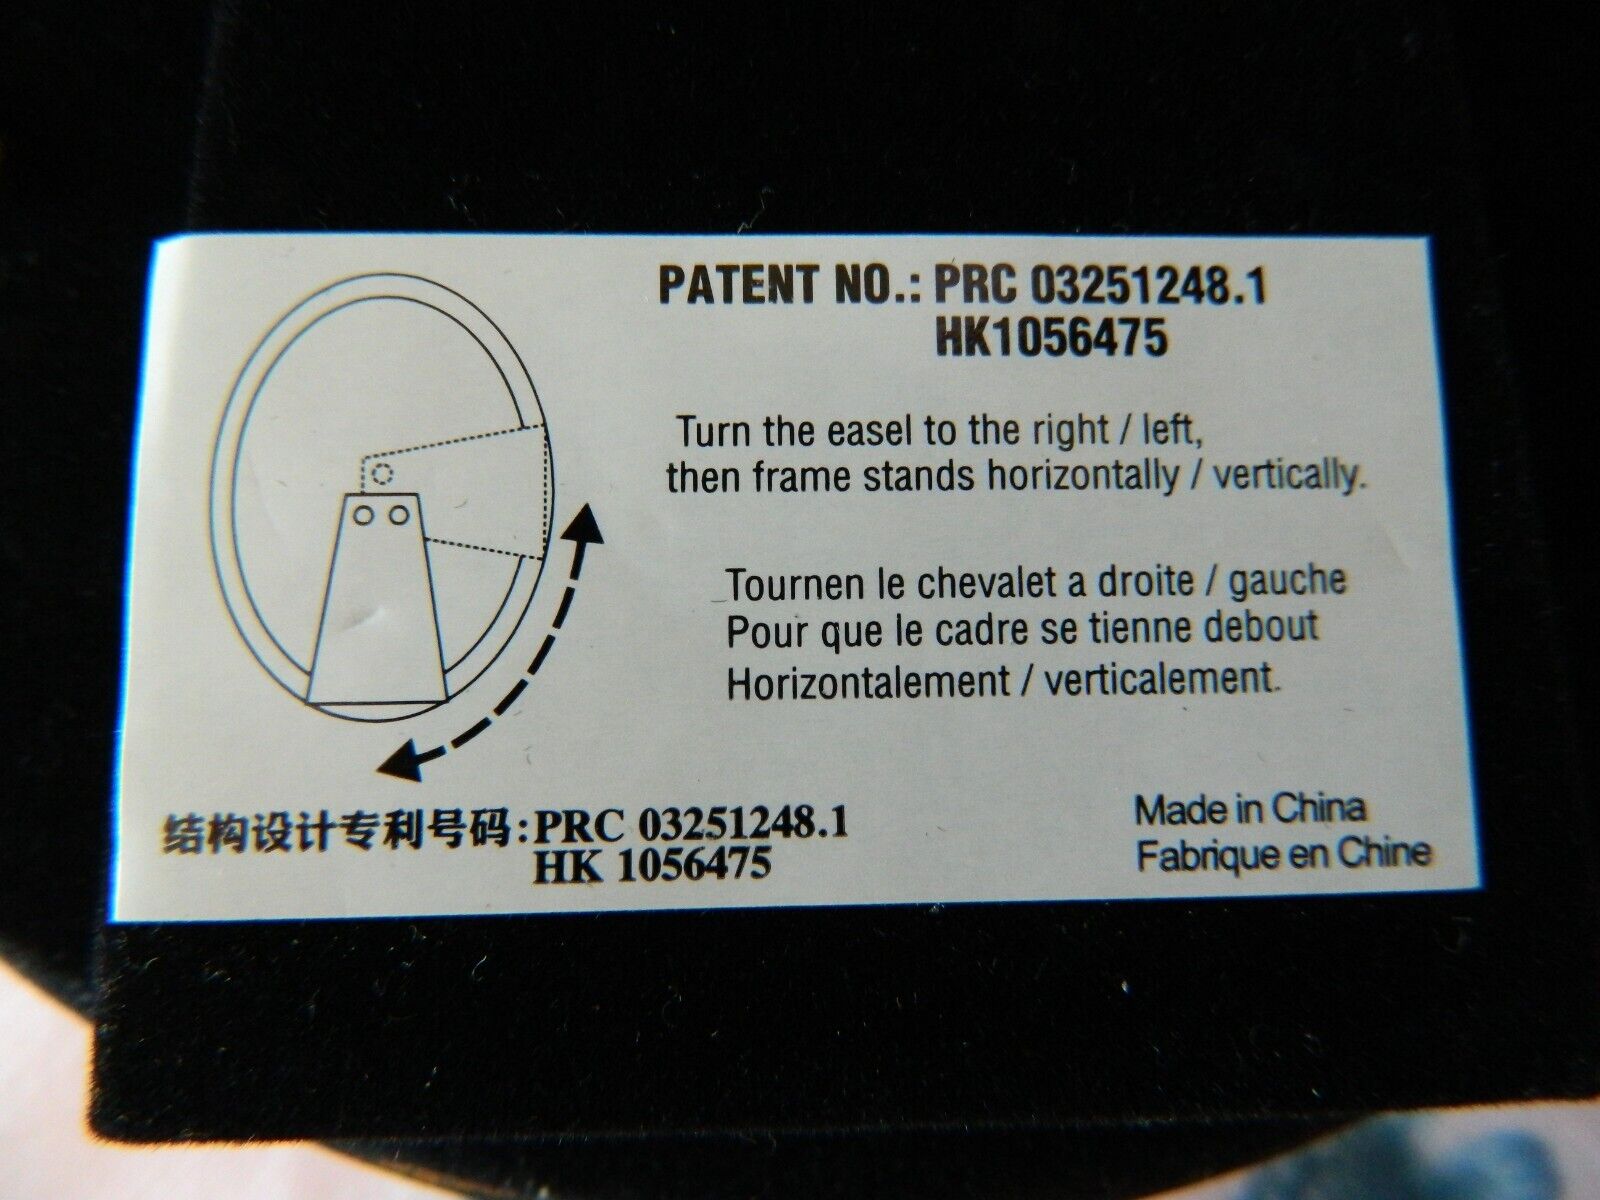 PATENT NO.: PRC 03251248.1
HK1056475
Turn the easel to the right / left,
then frame stands horizontally / vertically.
Tournen le chevalet a droite / gauche
Pour que le cadre se tienne debout
Horizontalement / verticalement.
结构设计专利号码:PRC 03251248.1
HK 1056475
Made in China
Fabrique en Chine